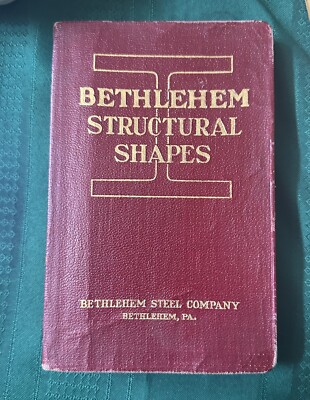 BETHLEHEM
STRUCTURAL
SHAPES
BETHLEHEM STEEL COMPANY
BETHLEHEM, PA.